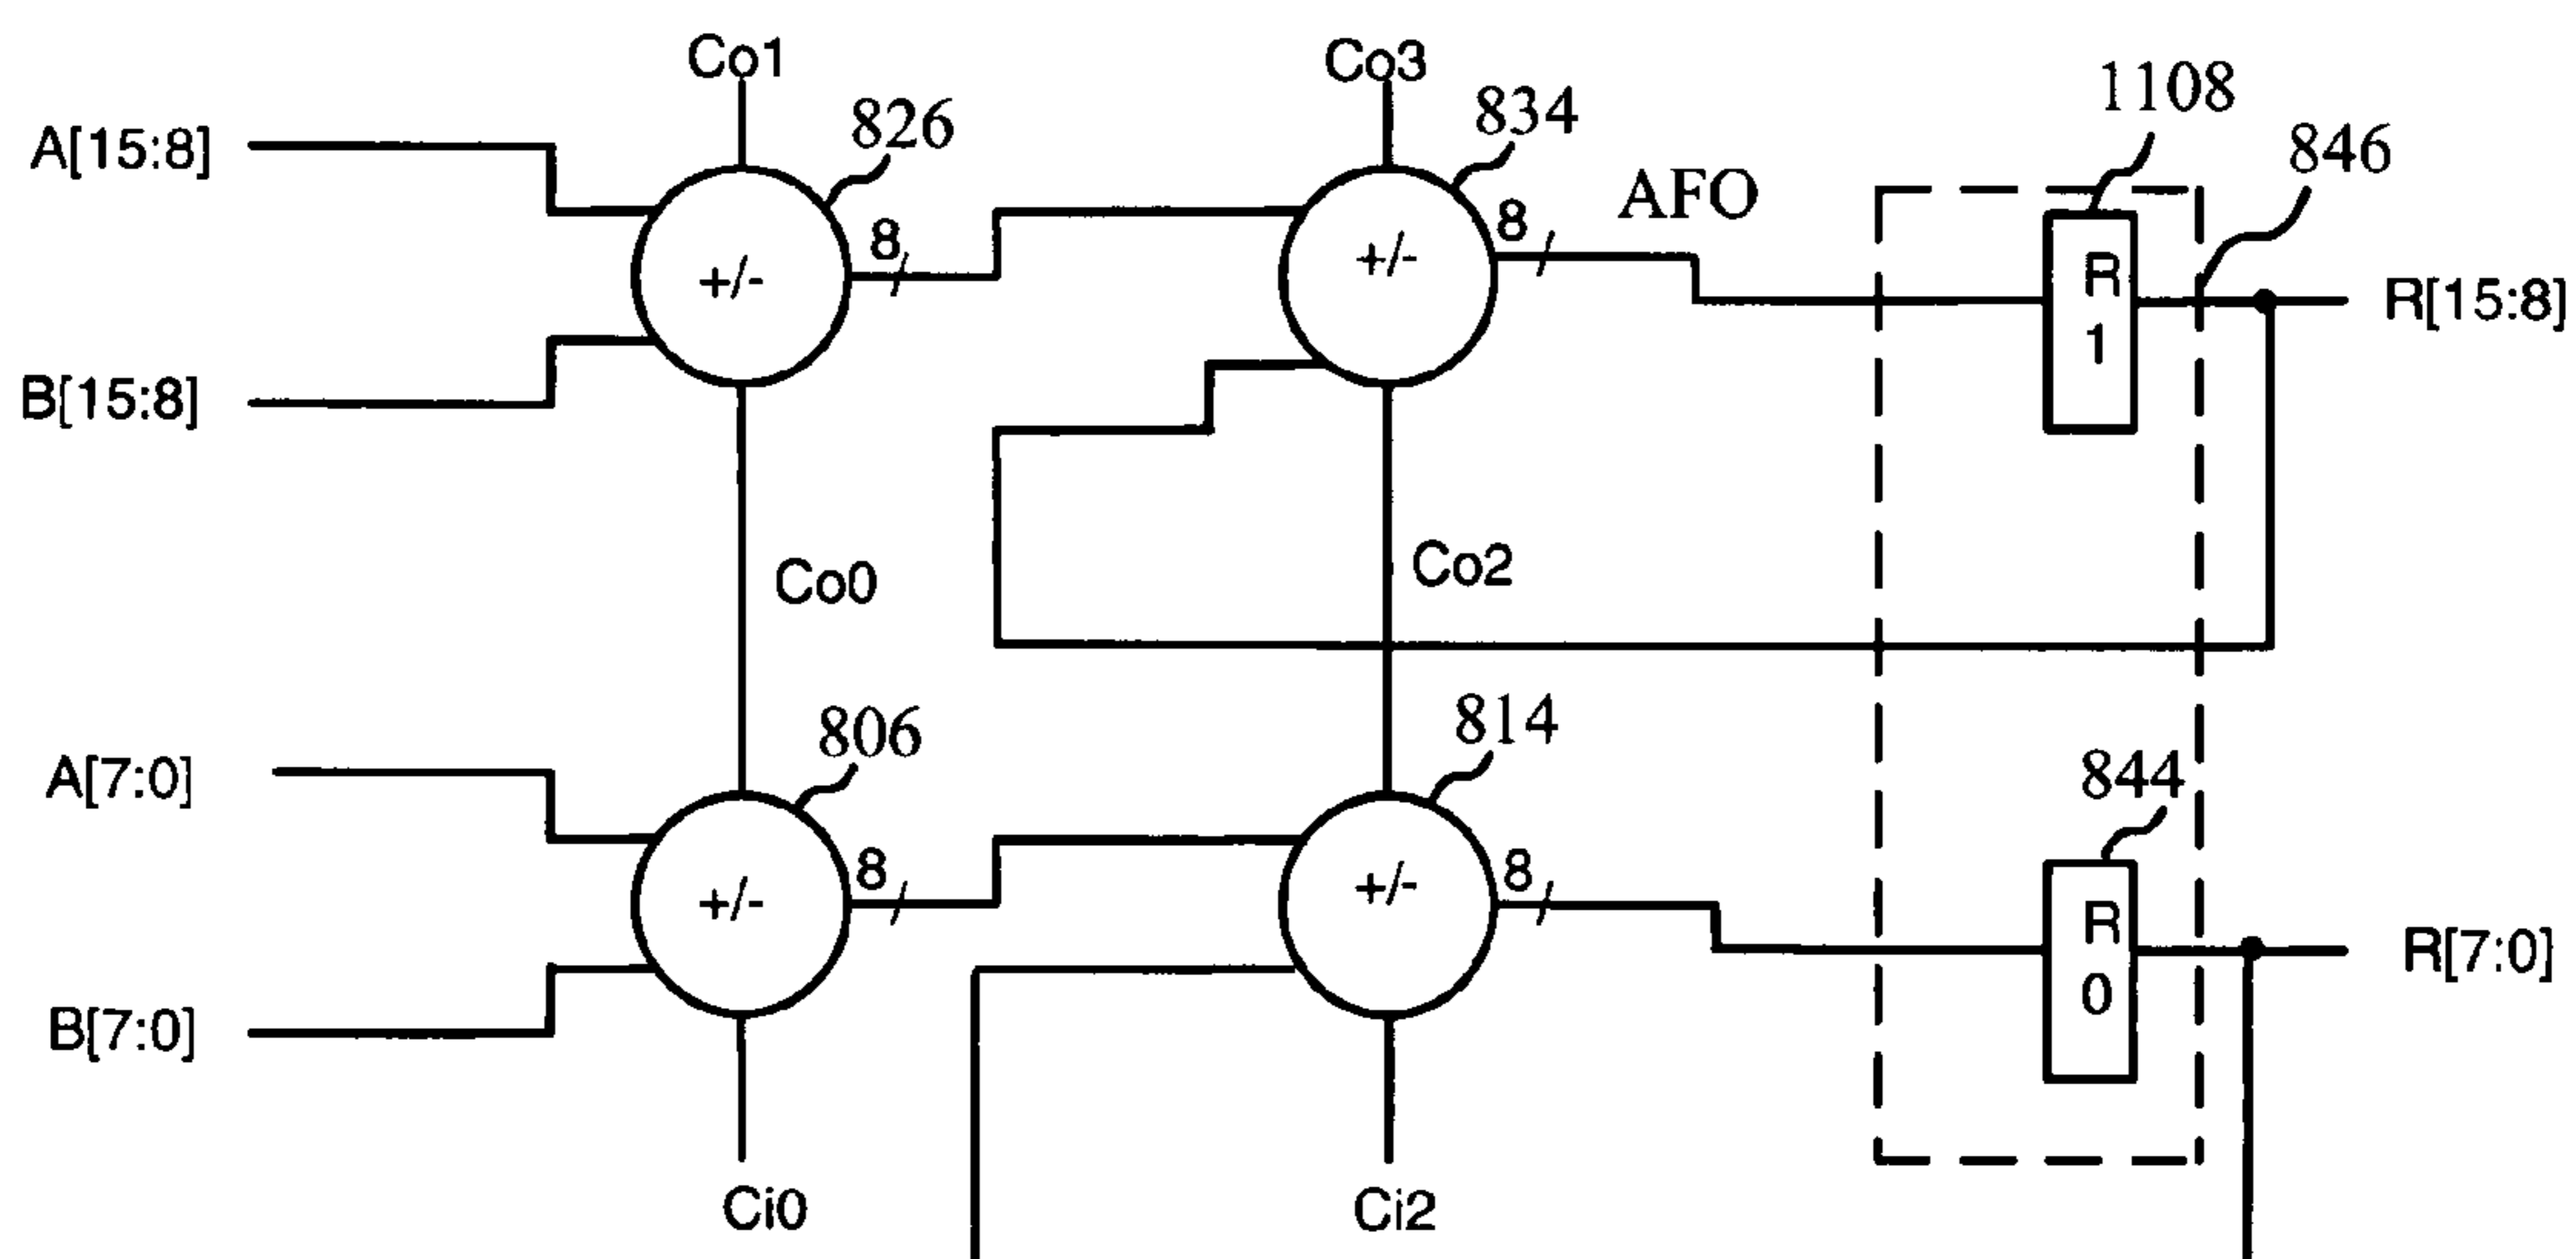 Co1
Co3
1108
826
834
846
A[15:8]
AFO
8
8
+/-
+/-
R
1
R[15:8]
B[15:8]
Co0
Co2
806
814
844
A[7:0]
8
8
+/-
+/-
R
0
R[7:0]
B[7:0]
Ci0
Ci2